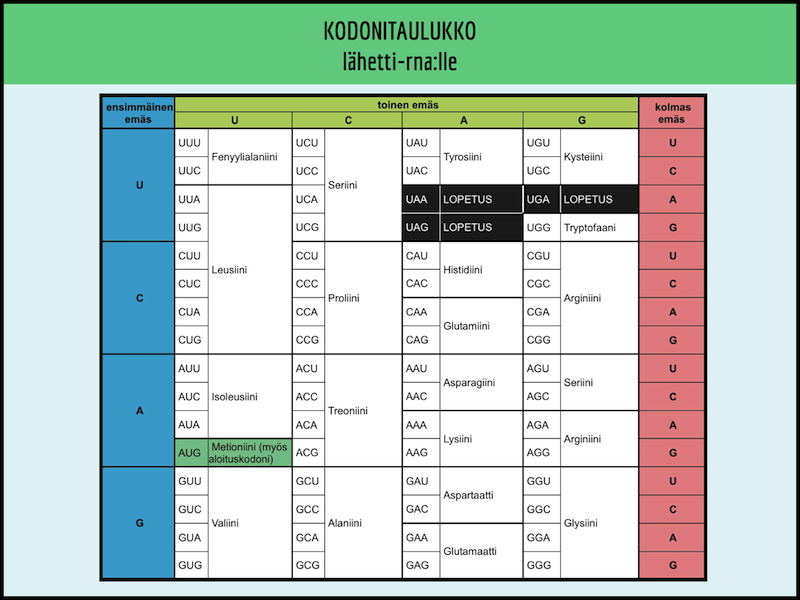 KODONITAULUKKO
lähetti-rna:lle
ensimmäinen emäs toinen emäs kolmas emäs
U C A G
U UUU Fenyylialaniini UCU Seriini UAU Tyrosiini UGU Kysteiini U
UUC UCC UAC UGC C
UUA Leusiini UCA UAA LOPETUS UGA LOPETUS A
UUG UCG UAG LOPETUS UGG Tryptofaani G
C CUU CCU Proliini CAU Histidiini CGU Arginiini U
CUC CCC CAC CGC C
CUA CCA CAA Glutamiini CGA A
CUG CCG CAG CGG G
A AUU Isoleusiini ACU Treoniini AAU Asparagiini AGU Seriini U
AUC ACC AAC AGC C
AUA ACA AAA Lysiini AGA Arginiini A
AUG Metioniini (myös aloituskodoni) ACG AAG AGG G
G GUU Valiini GCU Alaniini GAU Aspartaatti GGU Glysiini U
GUC GCC GAC GGC C
GUA GCA GAA Glutamaatti GGA A
GUG GCG GAG GGG G